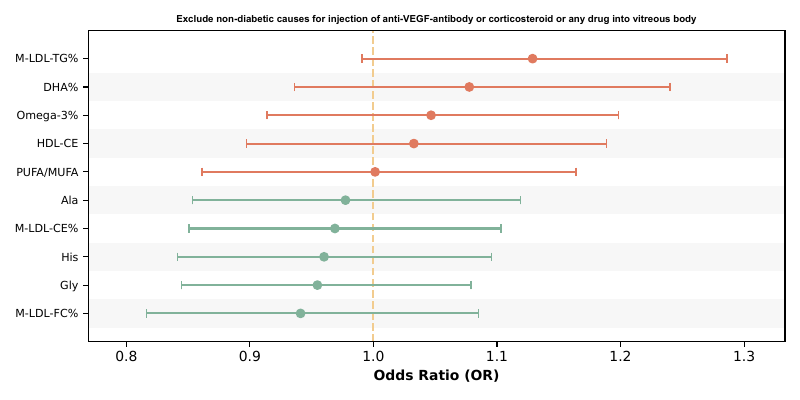 Exclude non-diabetic causes for injection of anti-VEGF-antibody or corticosteroid or any drug into vitreous body
M-LDL-TG%
DHA%
Omega-3%
HDL-CE
PUFA/MUFA
Ala
M-LDL-CE%
His
Gly
M-LDL-FC%
0.8 0.9 1.0 1.1 1.2 1.3
Odds Ratio (OR)